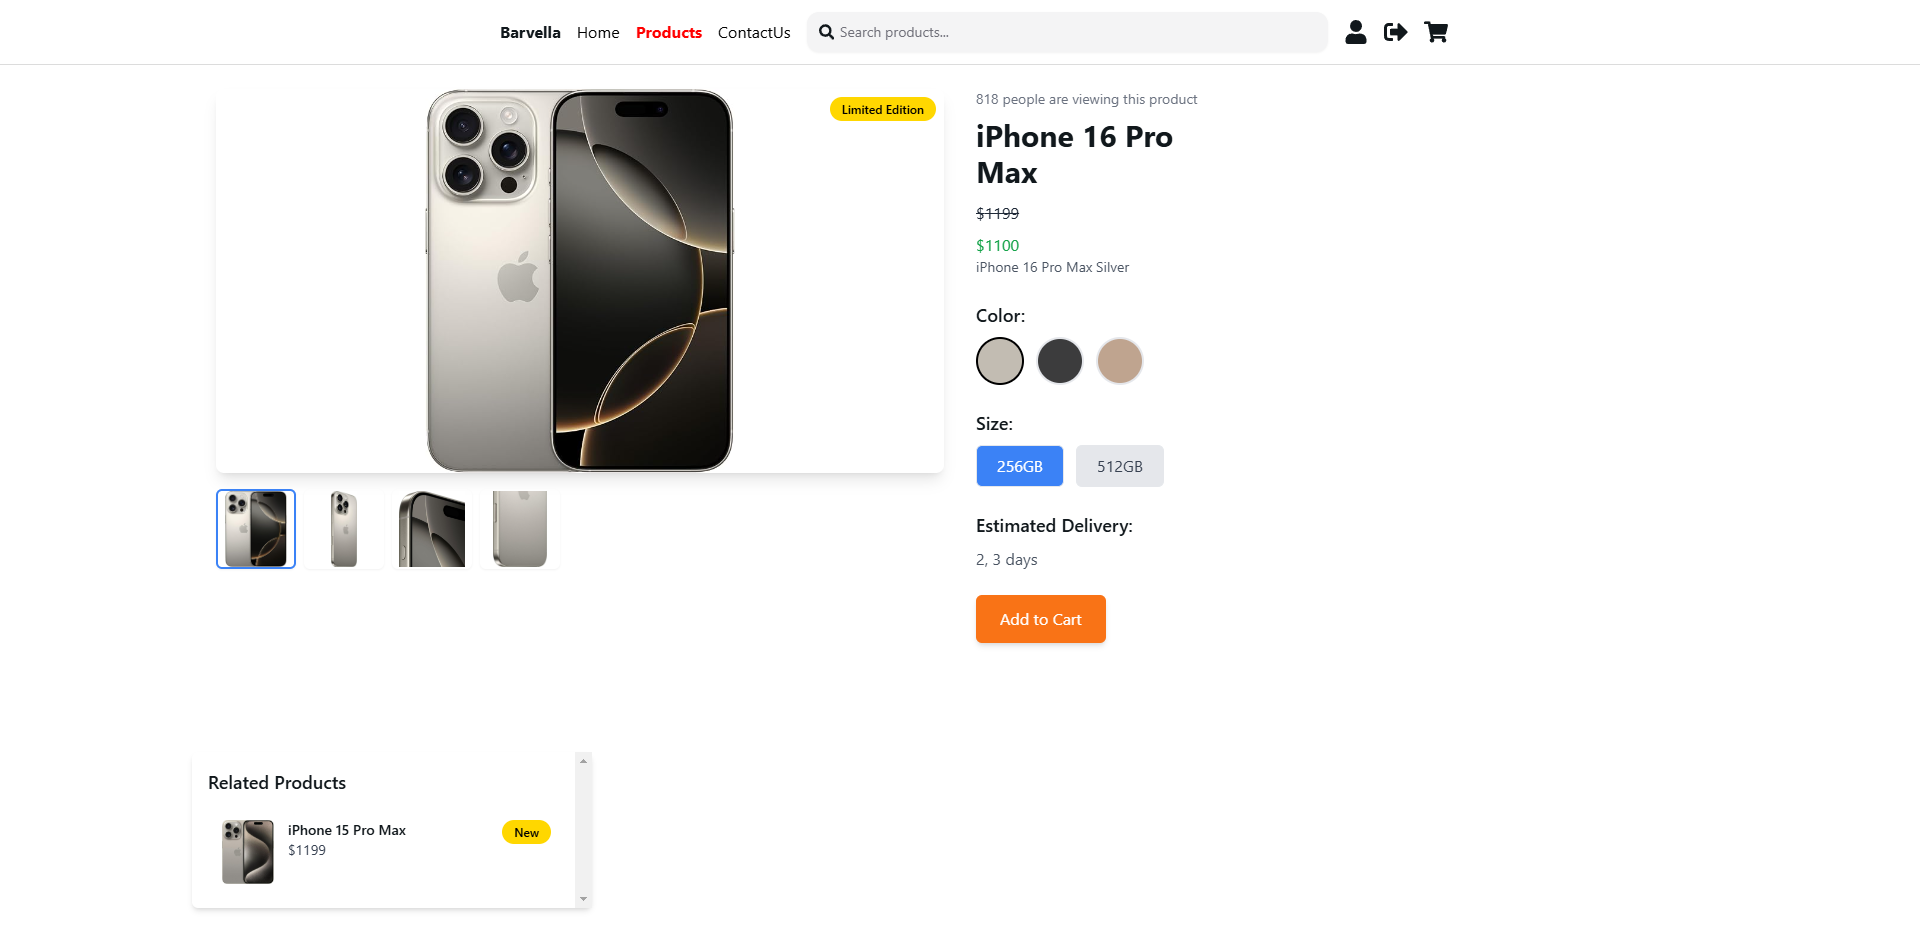 Barvella Home Products ContactUs Search products...
Limited Edition
818 people are viewing this product
iPhone 16 Pro
Max
$1199
$1100
iPhone 16 Pro Max Silver
Color:
Size:
256GB 512GB
Estimated Delivery:
2, 3 days
Add to Cart
Related Products
iPhone 15 Pro Max
$1199
New